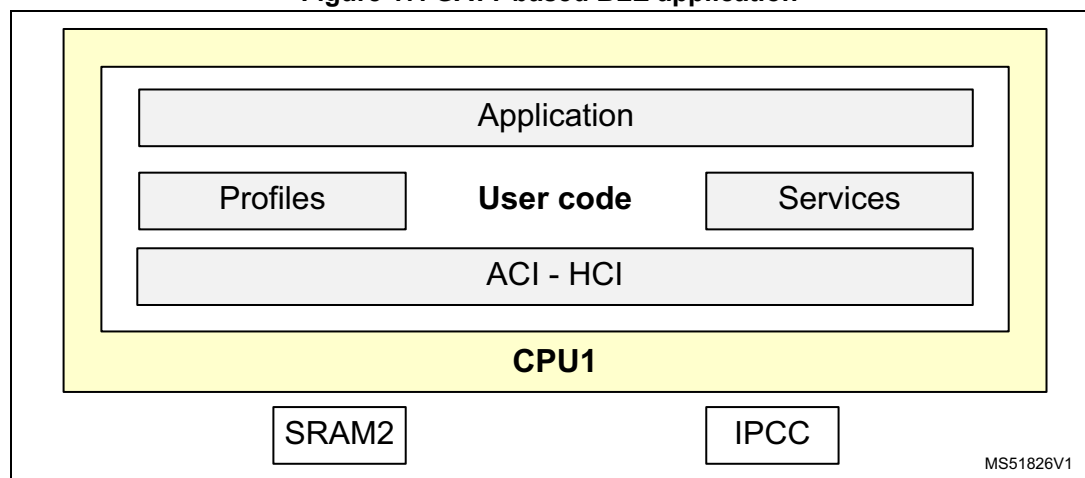 Application
Profiles User code Services
ACI - HCI
CPU1
SRAM2 IPCC
MS51826V1